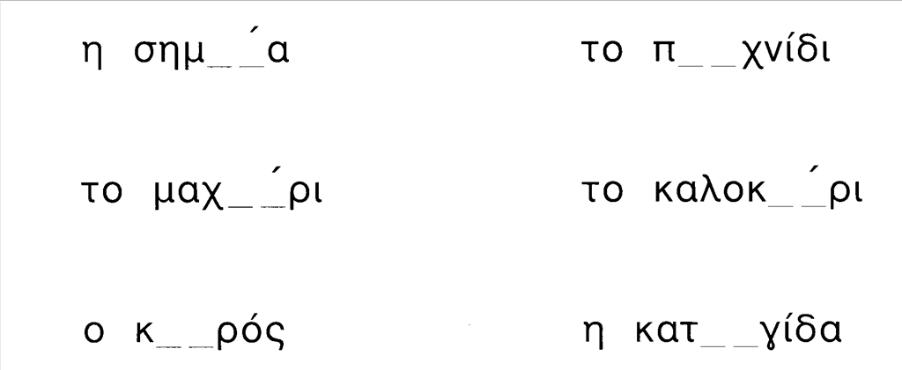 η σημ_ _́α το π_ _χνίδι
το μαχ_ _́ρι το καλοκ_ _́ρι
ο κ_ _ρός η κατ_ _γίδα